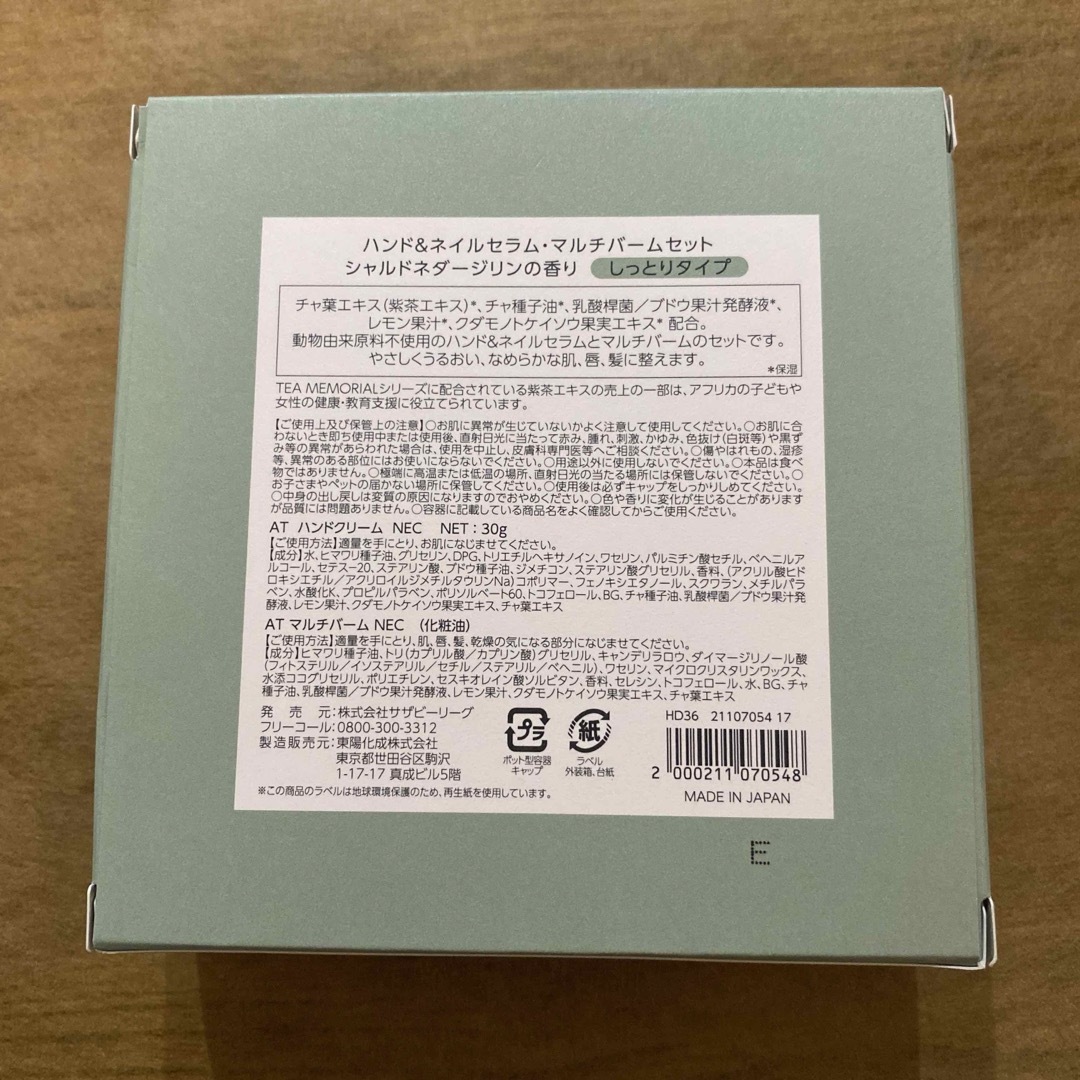 ハンド&ネイルセラム・マルチバームセット
シャルドネダージリンの香り しっとりタイプ
チャ葉エキス(紫茶エキス)*、チャ種子油*、乳酸桿菌/ブドウ果汁発酵液*、
レモン果汁*、クダモノトケイソウ果実エキス* 配合。
動物由来原料不使用のハンド&ネイルセラムとマルチバームのセットです。
やさしくうるおい、なめらかな肌、唇、髪に整えます。
*保湿
TEA MEMORIALシリーズに配合されている紫茶エキスの売上の一部は、アフリカの子どもや
女性の健康・教育支援に役立てられています。
【ご使用上及び保管上の注意】○お肌に異常が生じていないかよく注意して使用してください。○お肌に合
わないとき即ち使用中または使用後、直射日光に当たって赤み、腫れ、刺激、かゆみ、色抜け(白斑等)や黒ず
み等の異常があらわれた場合は、使用を中止し、皮膚科専門医等へご相談ください。○傷やはれもの、湿疹
等、異常のある部位にはお使いにならないでください。○用途以外に使用しないでください。○本品は食べ
物ではありません。○極端に高温または低温の場所、直射日光の当たる場所には保管しないでください。○
お子さまやペットの届かない場所に保管してください。○使用後は必ずキャップをしっかりしめてください。
○中身の出し戻しは変質の原因になりますのでおやめください。○色や香りに変化が生じることがあります
が品質には問題ありません。○容器に記載している商品名をよく確認してからご使用ください。
AT ハンドクリーム NEC NET:30g
【ご使用方法】適量を手にとり、お肌になじませてください。
【成分】水、ヒマワリ種子油、グリセリン、DPG、トリエチルヘキサノイン、ワセリン、パルミチン酸セチル、ベヘニルア
ルコール、セテス-20、ステアリン酸、ブドウ種子油、ジメチコン、ステアリン酸グリセリル、香料、(アクリル酸ヒド
ロキシエチル/アクリロイルジメチルタウリンNa)コポリマー、フェノキシエタノール、スクワラン、メチルパラ
ベン、水酸化K、プロピルパラベン、ポリソルベート60、トコフェロール、BG、チャ種子油、乳酸桿菌/ブドウ果汁発
酵液、レモン果汁、クダモノトケイソウ果実エキス、チャ葉エキス
AT マルチバーム NEC (化粧油)
【ご使用方法】適量を手にとり、肌、唇、髪、乾燥の気になる部分になじませてください。
【成分】ヒマワリ種子油、トリ(カプリル酸/カプリン酸)グリセリル、キャンデリラロウ、ダイマージリノール酸
(フィトステリル/イソステアリル/セチル/ステアリル/ベヘニル)、ワセリン、マイクロクリスタリンワックス、
水添ココグリセリル、ポリエチレン、セスキオレイン酸ソルビタン、香料、セレシン、トコフェロール、水、BG、チャ
種子油、乳酸桿菌/ブドウ果汁発酵液、レモン果汁、クダモノトケイソウ果実エキス、チャ葉エキス
発 売 元:株式会社サザビーリーグ
フリーコール:0800-300-3312
製造販売元:東陽化成株式会社
東京都世田谷区駒沢
1-17-17 真成ビル5階
※この商品のラベルは地球環境保護のため、再生紙を使用しています。
プラ
ポット型容器
キャップ
紙
ラベル
外装箱、台紙
HD36 21107054 17
2 000211 070548
MADE IN JAPAN
E